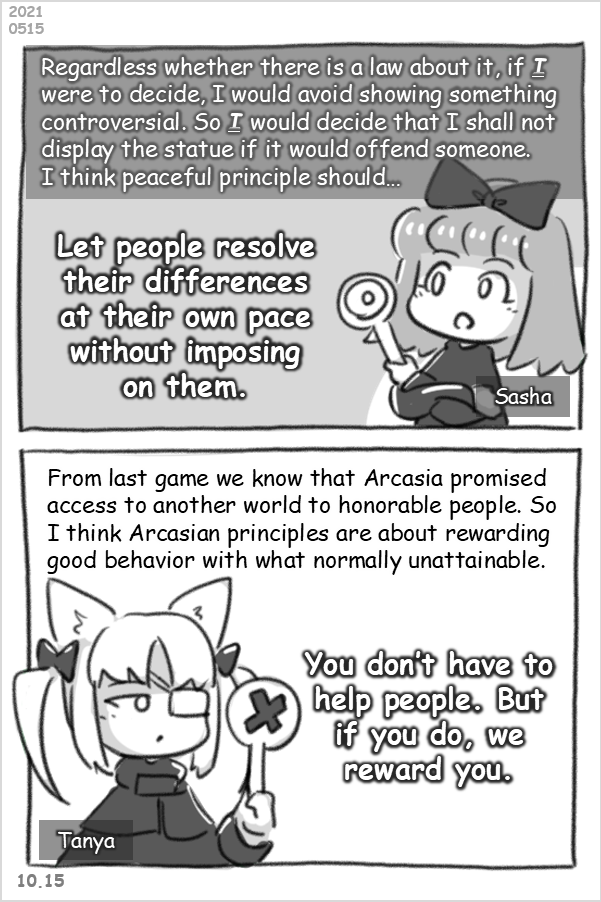 2021
0515
Regardless whether there is a law about it, if I
were to decide, I would avoid showing something
controversial. So I would decide that I shall not
display the statue if it would offend someone.
I think peaceful principle should...
Let people resolve
their differences
at their own pace
without imposing
on them.
Sasha
From last game we know that Arcasia promised
access to another world to honorable people. So
I think Arcasian principles are about rewarding
good behavior with what normally unattainable.
You don't have to
help people. But
if you do, we
reward you.
Tanya
10.15